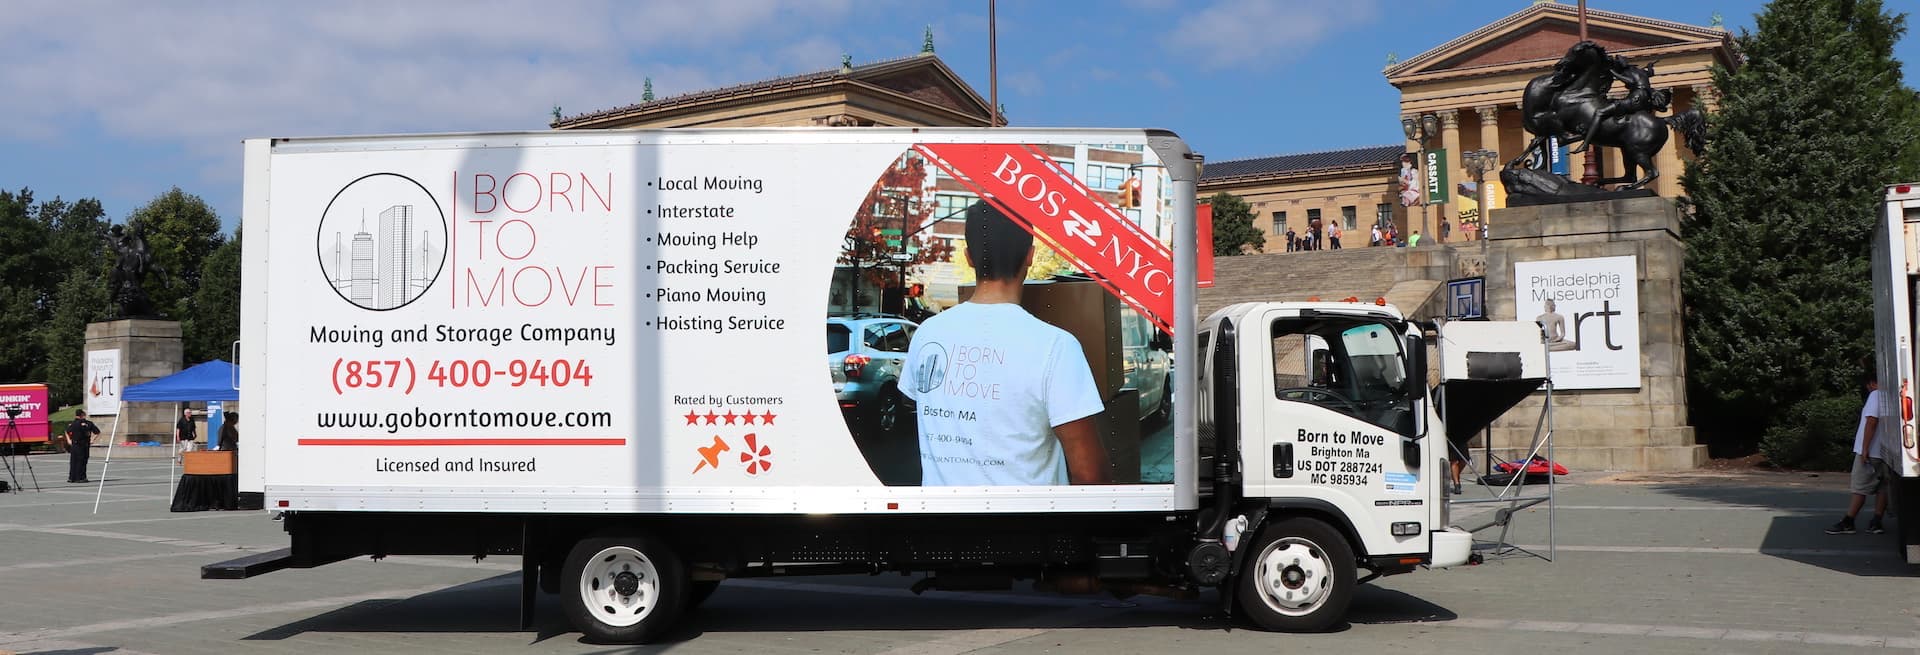 BORN
TO
MOVE
Moving and Storage Company
(857) 400-9404
www.goborntomove.com
Licensed and Insured
• Local Moving
• Interstate
• Moving Help
• Packing Service
• Piano Moving
• Hoisting Service
Rated by Customers
BOS NYC
BORN
TO
MOVE
Boston MA
Born to Move
Brighton Ma
US DOT 2887241
MC 985934
CASSATT
Philadelphia
Museum of
rt